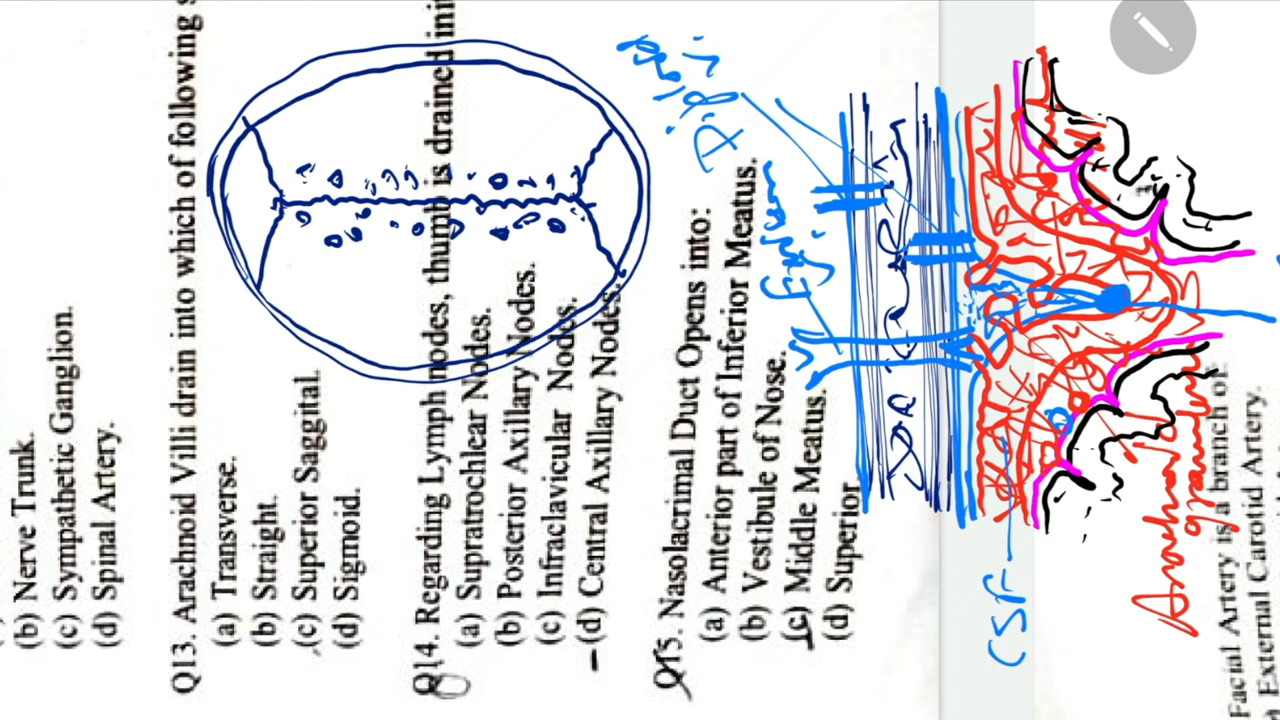 (b) Nerve Trunk.
(c) Sympathetic Ganglion.
(d) Spinal Artery.
Q13. Arachnoid Villi drain into which of following
(a) Transverse.
(b) Straight.
(c) Superior Saggital.
(d) Sigmoid.
Q14. Regarding Lymph nodes, thumb is drained
(a) Supratrochlear Nodes.
(b) Posterior Axillary Nodes.
(c) Infraclavicular Nodes.
(d) Central Axillary Nodes.
Q15. Nasolacrimal Duct Opens into:
(a) Anterior part of Inferior Meatus.
(b) Vestibule of Nose.
(c) Middle Meatus.
(d) Superior
CSF
Facial Artery is a branch of
External Carotid Artery.